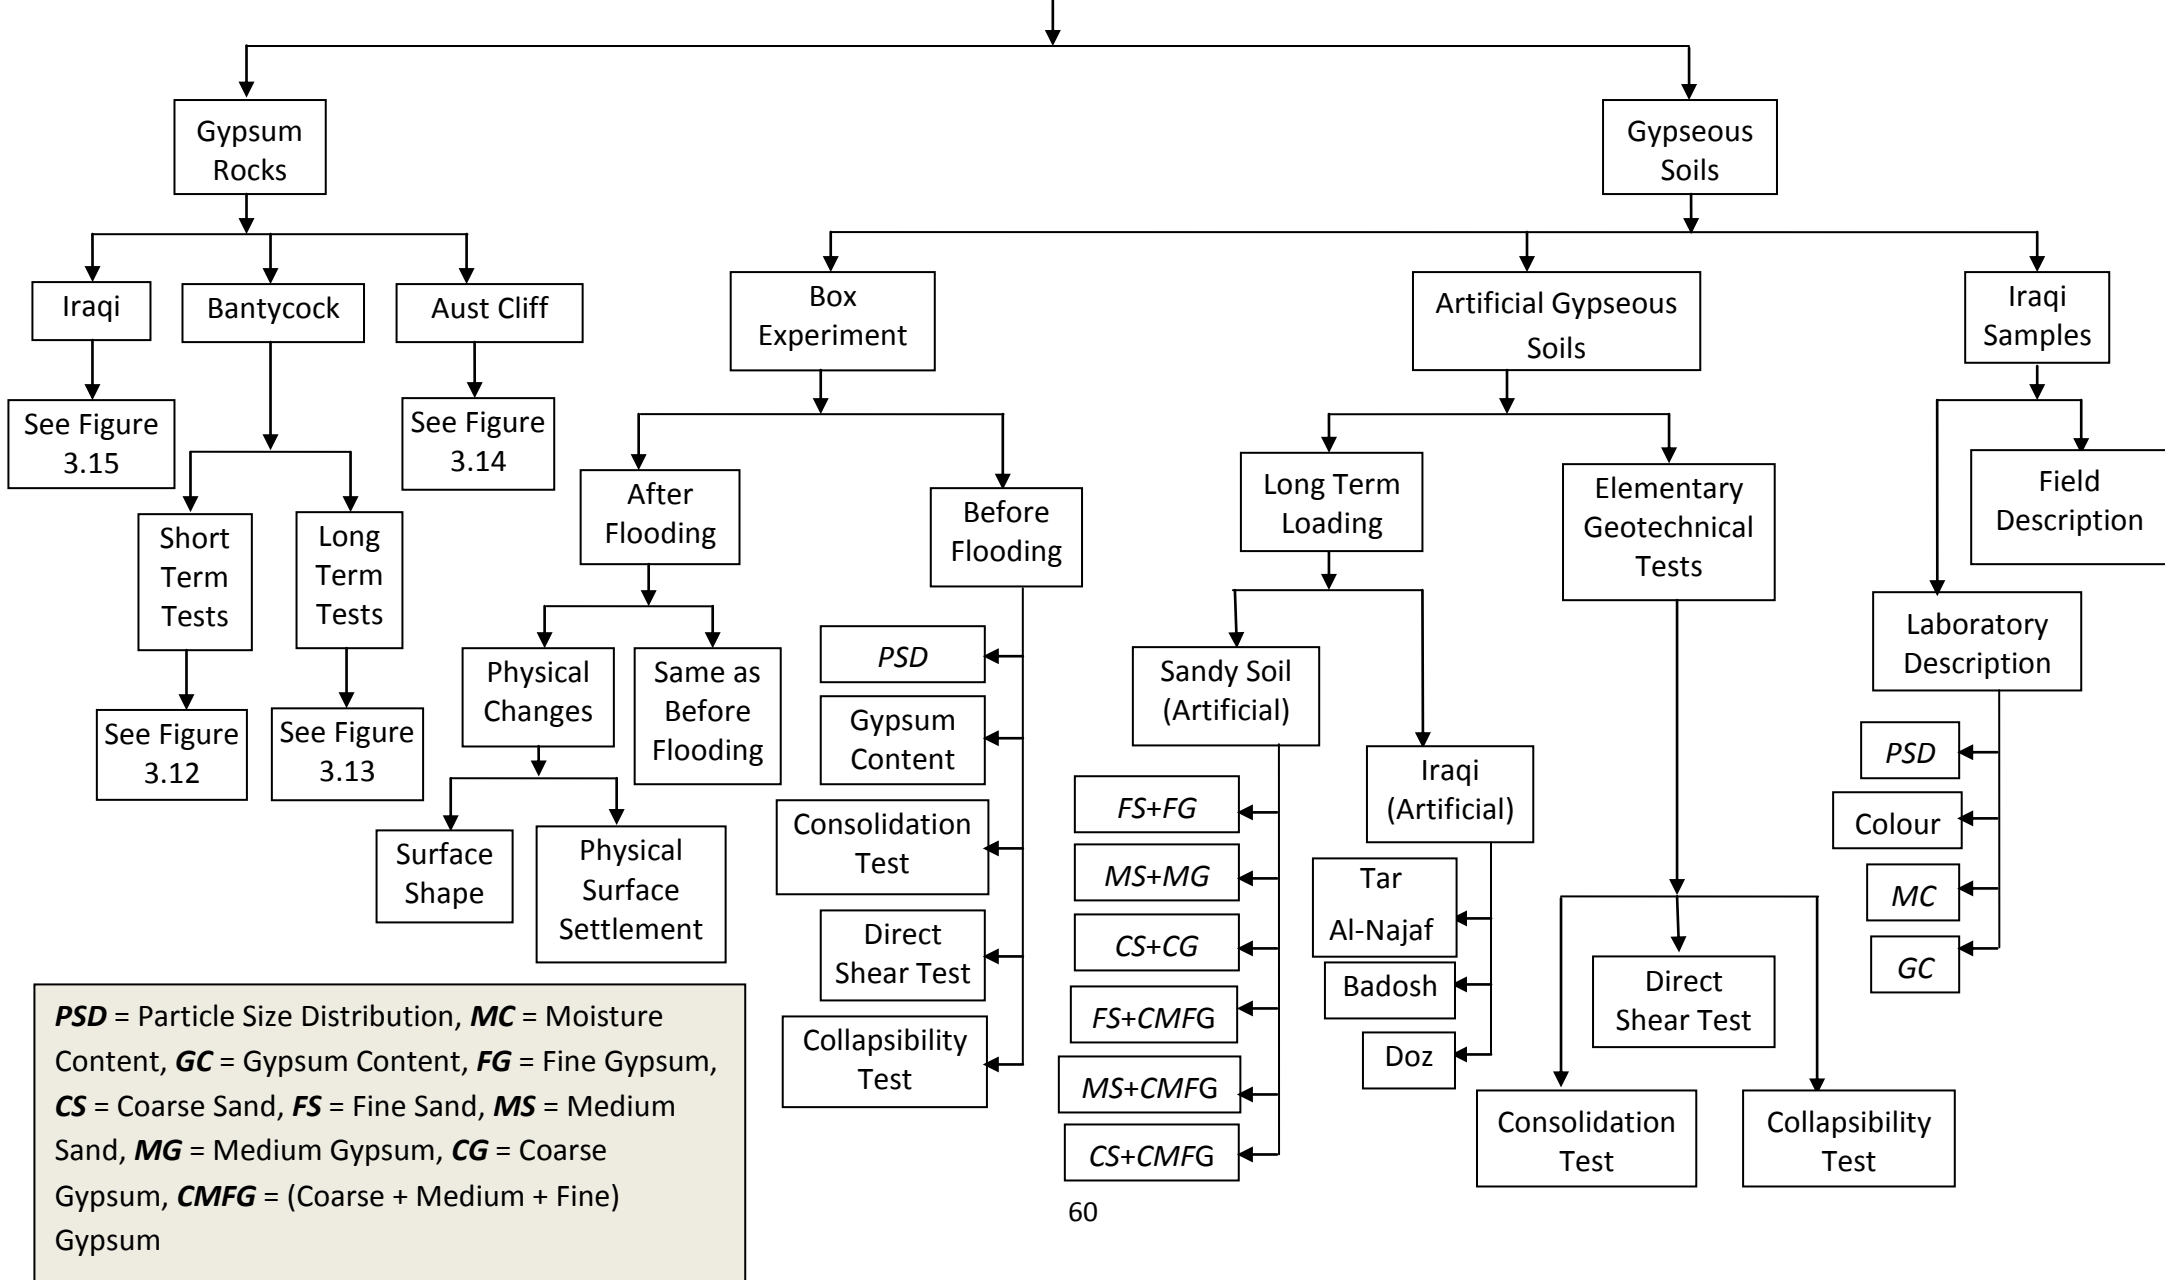 Gypsum
Rocks
Gypseous
Soils
Iraqi
Bantycock
Aust Cliff
Box
Experiment
Artificial Gypseous
Soils
Iraqi
Samples
See Figure
3.15
See Figure
3.14
Short
Term
Tests
Long
Term
Tests
See Figure
3.12
See Figure
3.13
After
Flooding
Before
Flooding
Physical
Changes
Same as
Before
Flooding
Surface
Shape
Physical
Surface
Settlement
PSD
Gypsum
Content
Consolidation
Test
Direct
Shear Test
Collapsibility
Test
Long Term
Loading
Elementary
Geotechnical
Tests
Sandy Soil
(Artificial)
Iraqi
(Artificial)
FS+FG
MS+MG
CS+CG
FS+CMFG
MS+CMFG
CS+CMFG
Tar
Al-Najaf
Badosh
Doz
Direct
Shear Test
Consolidation
Test
Collapsibility
Test
Field
Description
Laboratory
Description
PSD
Colour
MC
GC
PSD = Particle Size Distribution, MC = Moisture
Content, GC = Gypsum Content, FG = Fine Gypsum,
CS = Coarse Sand, FS = Fine Sand, MS = Medium
Sand, MG = Medium Gypsum, CG = Coarse
Gypsum, CMFG = (Coarse + Medium + Fine)
Gypsum
60